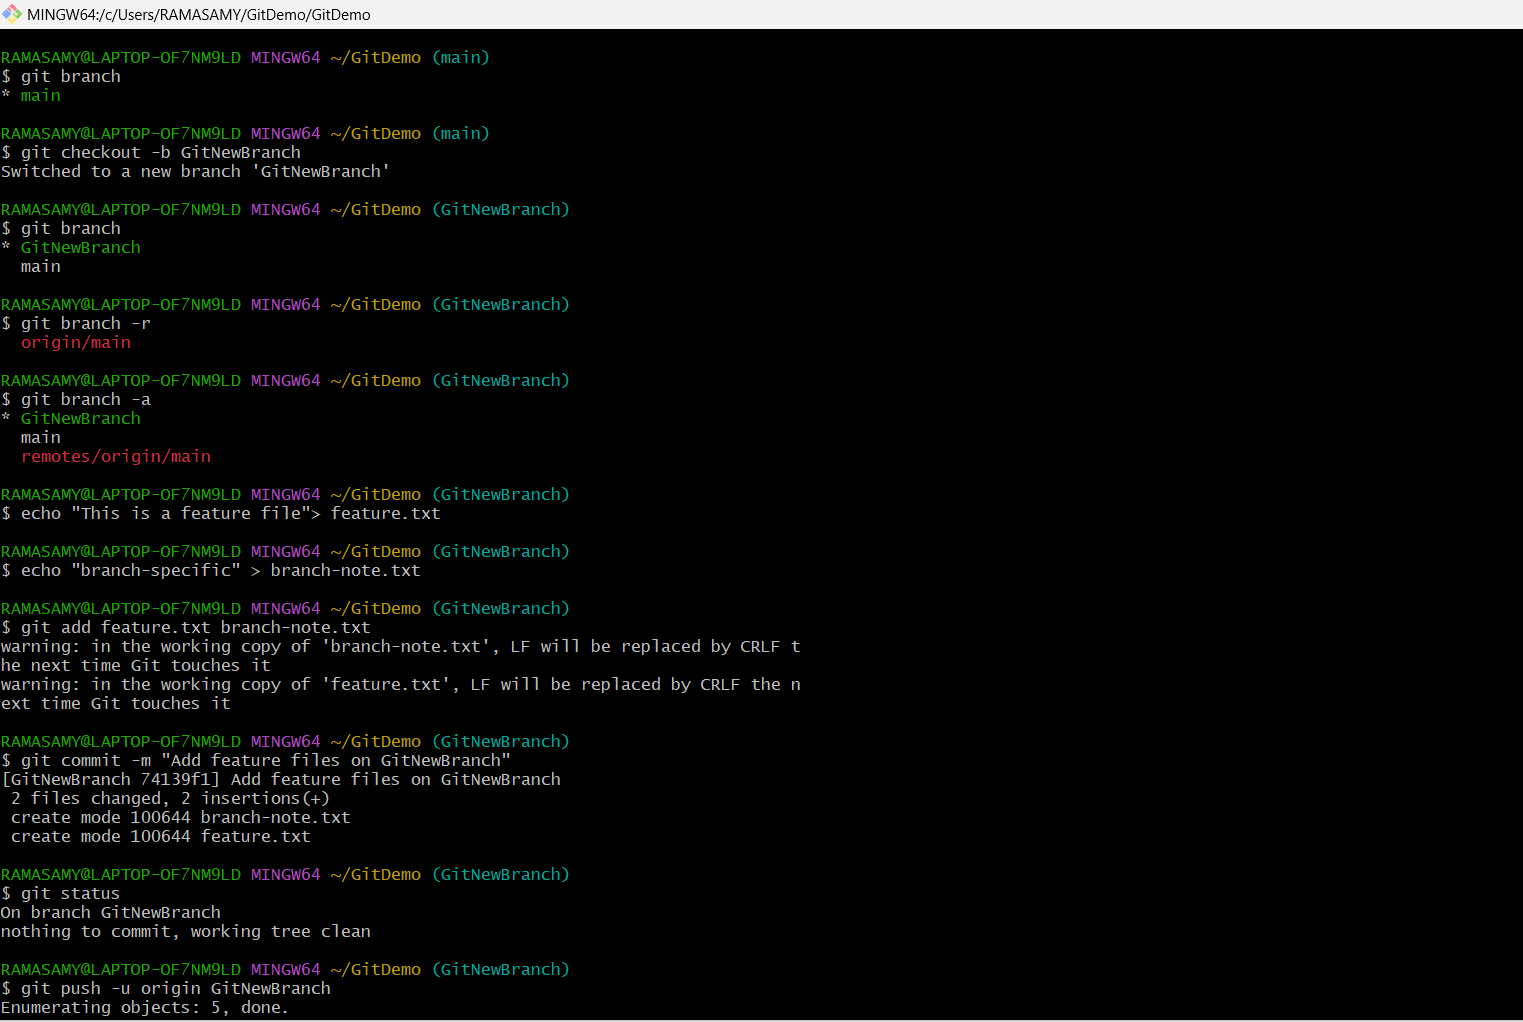 MINGW64:/c/Users/RAMASAMY/GitDemo/GitDemo
RAMASAMY@LAPTOP-OF7NM9LD MINGW64 ~/GitDemo (main)
$ git branch
* main
RAMASAMY@LAPTOP-OF7NM9LD MINGW64 ~/GitDemo (main)
$ git checkout -b GitNewBranch
Switched to a new branch 'GitNewBranch'
RAMASAMY@LAPTOP-OF7NM9LD MINGW64 ~/GitDemo (GitNewBranch)
$ git branch
* GitNewBranch
  main
RAMASAMY@LAPTOP-OF7NM9LD MINGW64 ~/GitDemo (GitNewBranch)
$ git branch -r
  origin/main
RAMASAMY@LAPTOP-OF7NM9LD MINGW64 ~/GitDemo (GitNewBranch)
$ git branch -a
* GitNewBranch
  main
  remotes/origin/main
RAMASAMY@LAPTOP-OF7NM9LD MINGW64 ~/GitDemo (GitNewBranch)
$ echo "This is a feature file"> feature.txt
RAMASAMY@LAPTOP-OF7NM9LD MINGW64 ~/GitDemo (GitNewBranch)
$ echo "branch-specific" > branch-note.txt
RAMASAMY@LAPTOP-OF7NM9LD MINGW64 ~/GitDemo (GitNewBranch)
$ git add feature.txt branch-note.txt
warning: in the working copy of 'branch-note.txt', LF will be replaced by CRLF t
he next time Git touches it
warning: in the working copy of 'feature.txt', LF will be replaced by CRLF the n
ext time Git touches it
RAMASAMY@LAPTOP-OF7NM9LD MINGW64 ~/GitDemo (GitNewBranch)
$ git commit -m "Add feature files on GitNewBranch"
[GitNewBranch 74139f1] Add feature files on GitNewBranch
 2 files changed, 2 insertions(+)
 create mode 100644 branch-note.txt
 create mode 100644 feature.txt
RAMASAMY@LAPTOP-OF7NM9LD MINGW64 ~/GitDemo (GitNewBranch)
$ git status
On branch GitNewBranch
nothing to commit, working tree clean
RAMASAMY@LAPTOP-OF7NM9LD MINGW64 ~/GitDemo (GitNewBranch)
$ git push -u origin GitNewBranch
Enumerating objects: 5, done.